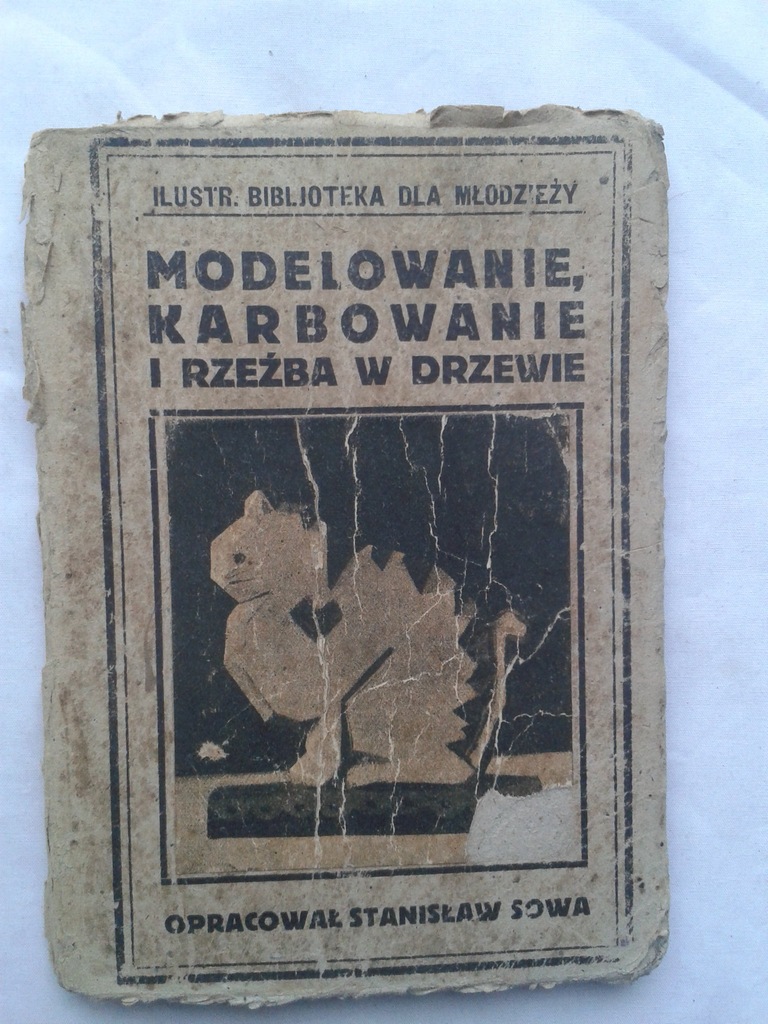 ILUSTR. BIBLJOTEKA DLA MŁODZIEŻY
MODELOWANIE,
KARBOWANIE
I RZEŹBA W DRZEWIE
OPRACOWAŁ STANISŁAW SOWA